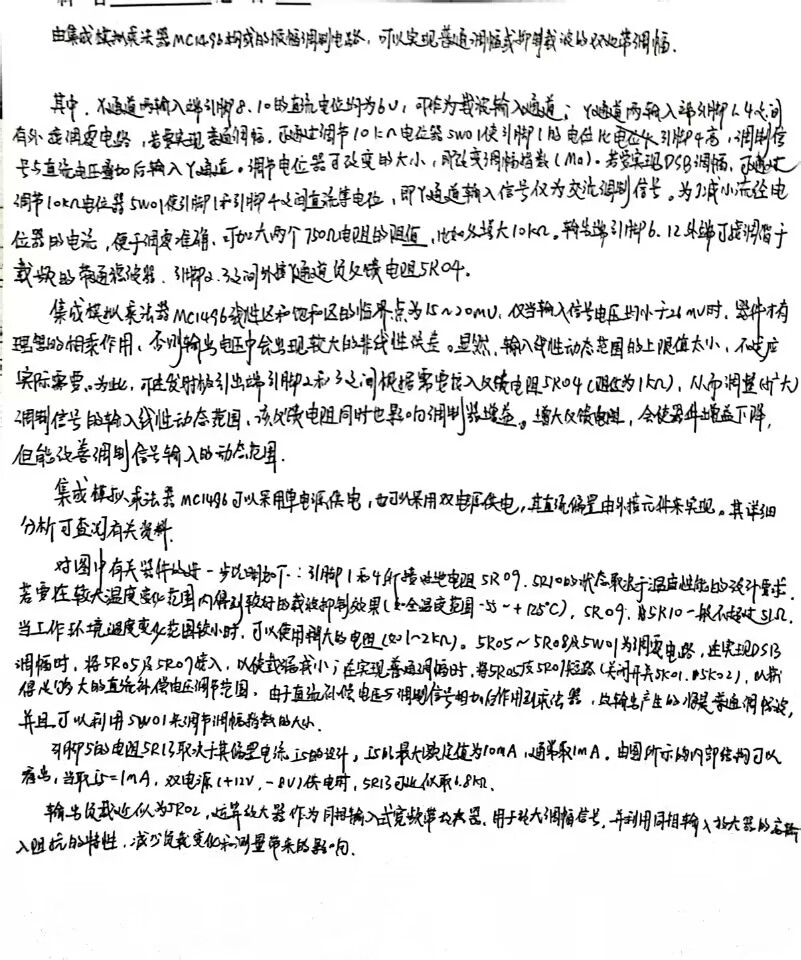 由集成模拟乘法器MC1496构成的振幅调制电路，可以实现普通调幅或抑制载波的双边带调幅．
其中．X通道两输入端引脚8．10的直流电位均为6V，可作为载波输入通道；Y通道两输入端引脚1．4之间
有外接调零电路，若要实现普通调幅，可通过调节10kΩ电位器5W01使引脚1的电位比引脚4高，调制信
号与直流电压叠加后输入Y通道。调节电位器可改变的大小，即改变调幅指数(Ma)．若要实现DSB调幅，可通过
调节10kΩ电位器5W01使引脚1和引脚4之间直流等电位，即Y通道输入信号仅为交流调制信号。为了减小流经电
位器的电流，便于调零准确，可加大两个750Ω电阻的阻值，比如增大10kΩ。输出端引脚6．12外端可接调谐于
载频的带通滤波器．引脚2．3之间外接Y通道负反馈电阻5R04。
集成模拟乘法器MC1496线性区和饱和区的临界点为15~20mV，仅当输入信号电压均小于26mV时，器件才有
理想的相乘作用，否则输出电压中会出现较大的非线性误差。显然，输入线性动态范围的上限值太小，不适应
实际需要。为此，可在发射极引出端引脚2和3之间根据需要接入反馈电阻5R04(阻值为1kΩ)，从而调整(扩大)
调制信号的输入线性动态范围，该反馈电阻同时也影响调制器增益。增大反馈电阻，会使器件增益下降，
但能改善调制信号输入的动态范围．
集成模拟乘法器MC1496可以采用单电源供电，也可以采用双电源供电，其直流偏置由外接元件来实现。其详细
分析可查阅有关资料．
对图中有关器件的进一步说明如下：引脚1和4所接对地电阻5R09．5R10的状态取决于温度性能的设计要求．
若要在较大温度变化范围内得到较好的载波抑制效果(如全温度范围-55~+125℃)，5R09．5R10一般不超过51Ω．
当工作环境温度变化范围较小时，可以使用稍大的电阻(如1~2kΩ)。5R05~5R08及5W01为调零电路，在实现DSB
调幅时，将5R05及5R07接入，以使载漏减小；在实现普通调幅时，将5R05及5R07短路(关闭开关5K01．5K02)，以获
得足够大的直流补偿电压调节范围，由于直流补偿电压与调制信号相加后作用到乘法器，故输出产生的将是普通调幅波，
并且可以利用5W01来调节调幅指数的大小．
引脚5的电阻5R13取决于其偏置电流I5的设计，I5的最大额定值为10mA，通常取1mA．由图所示的内部结构可以
看出，当取I5=1mA，双电源(+12V，-8V)供电时，5R13可近似取6.8kΩ．
输出负载近似为5R02，运算放大器作为同相输入式宽频带放大器．用于放大调幅信号，并利用同相输入放大器的高输
入阻抗的特性，减少负载变化和测量带来的影响．